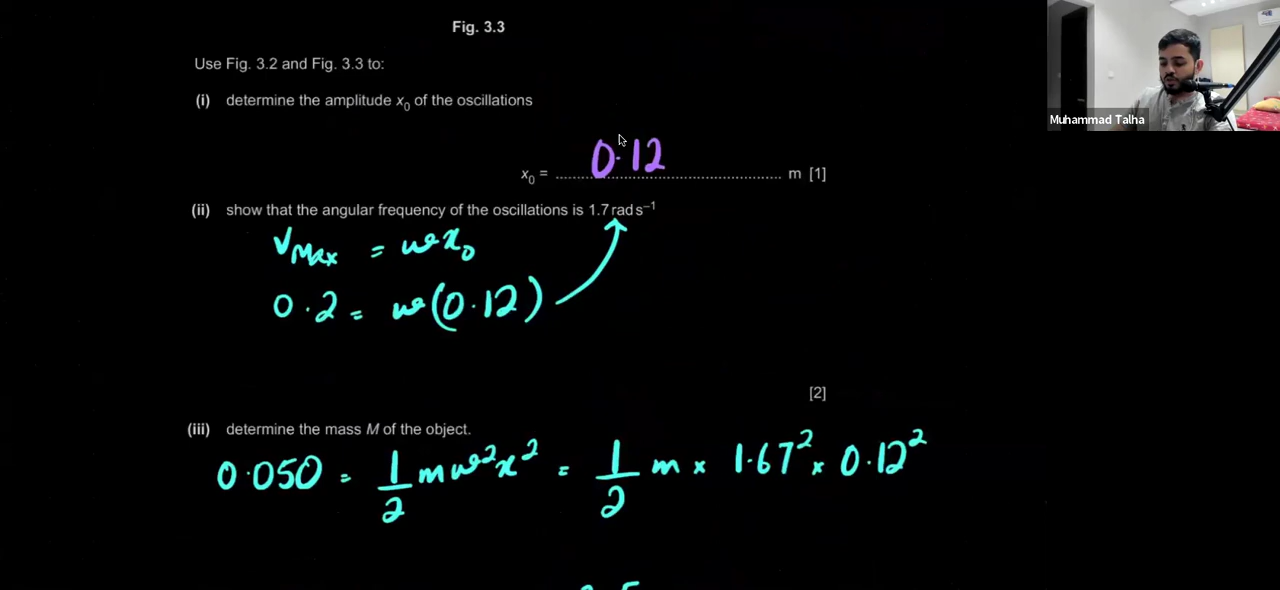 Fig. 3.3
Use Fig. 3.2 and Fig. 3.3 to:
(i) determine the amplitude x₀ of the oscillations
x₀ = 0.12 m [1]
(ii) show that the angular frequency of the oscillations is 1.7 rad s⁻¹
Vmax = ωx₀
0.2 = ω(0.12)
[2]
(iii) determine the mass M of the object.
0.050 = 1/2 mω²x² = 1/2 m × 1.67² × 0.12²
Muhammad Talha